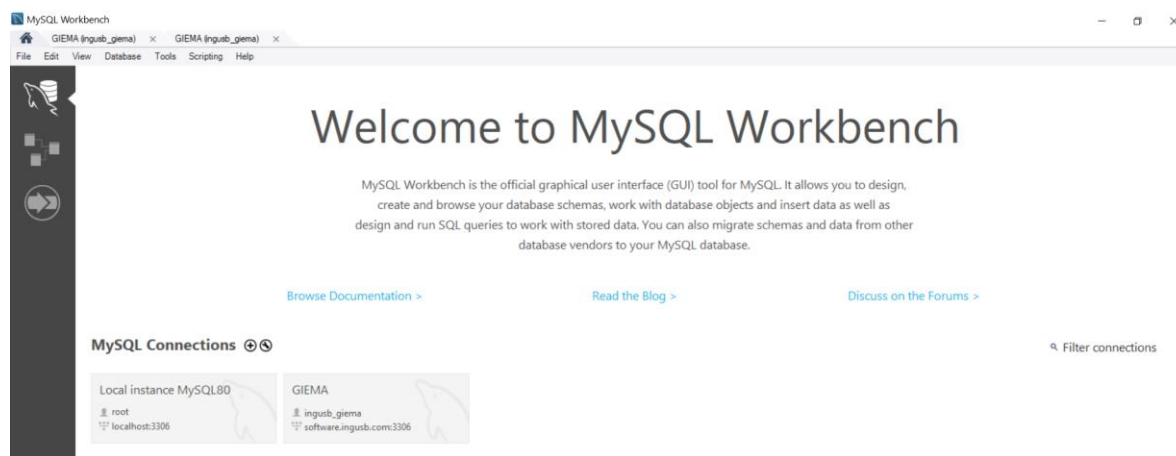 MySQL Workbench
GIEMA (ingusb_giema) × GIEMA (ingusb_giema) ×
File Edit View Database Tools Scripting Help
Welcome to MySQL Workbench
MySQL Workbench is the official graphical user interface (GUI) tool for MySQL. It allows you to design,
create and browse your database schemas, work with database objects and insert data as well as
design and run SQL queries to work with stored data. You can also migrate schemas and data from other
database vendors to your MySQL database.
Browse Documentation > Read the Blog > Discuss on the Forums >
MySQL Connections
Filter connections
Local instance MySQL80
root
localhost:3306
GIEMA
ingusb_giema
software.ingusb.com:3306